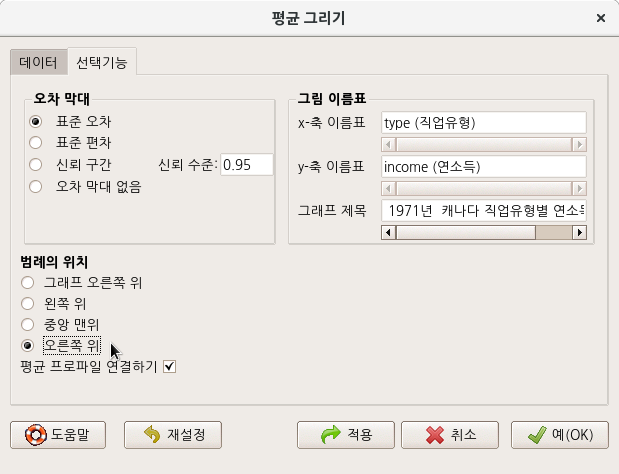 평균 그리기
데이터
선택기능
오차 막대
표준 오차
표준 편차
신뢰 구간
신뢰 수준: 0.95
오차 막대 없음
그림 이름표
x-축 이름표
type (직업유형)
y-축 이름표
income (연소득)
그래프 제목
1971년 캐나다 직업유형별
범례의 위치
그래프 오른쪽 위
왼쪽 위
중앙 맨위
오른쪽 위
평균 프로파일 연결하기
도움말
재설정
적용
취소
예(OK)